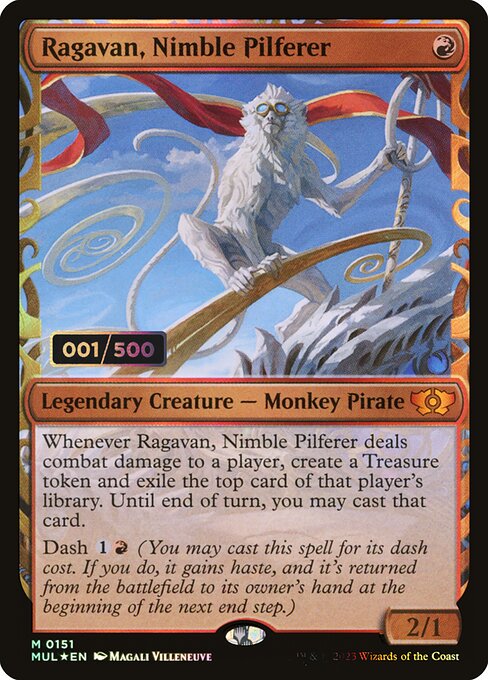 Ragavan, Nimble Pilferer
001/500
Legendary Creature — Monkey Pirate
Whenever Ragavan, Nimble Pilferer deals
combat damage to a player, create a Treasure
token and exile the top card of that player's
library. Until end of turn, you may cast that
card.
Dash 1 (You may cast this spell for its dash
cost. If you do, it gains haste, and it's returned
from the battlefield to its owner's hand at the
beginning of the next end step.)
2/1
M 0151
MUL★EN Magali Villeneuve
™ & © 2023 Wizards of the Coast